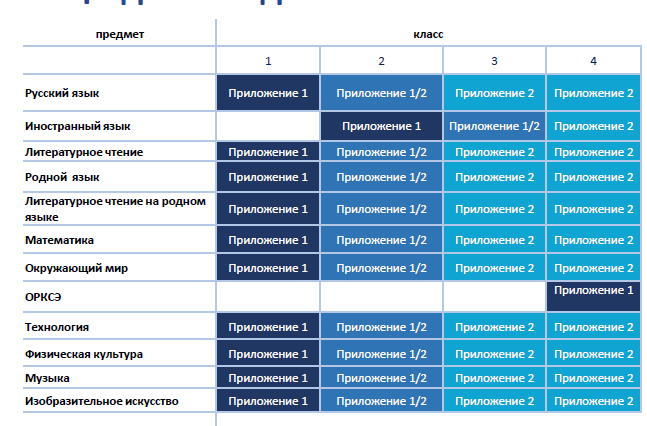 предмет класс
1 2 3 4
Русский язык Приложение 1 Приложение 1/2 Приложение 2 Приложение 2
Иностранный язык Приложение 1 Приложение 1/2 Приложение 2
Литературное чтение Приложение 1 Приложение 1/2 Приложение 2 Приложение 2
Родной язык Приложение 1 Приложение 1/2 Приложение 2 Приложение 2
Литературное чтение на родном
языке Приложение 1 Приложение 1/2 Приложение 2 Приложение 2
Математика Приложение 1 Приложение 1/2 Приложение 2 Приложение 2
Окружающий мир Приложение 1 Приложение 1/2 Приложение 2 Приложение 2
ОРКСЭ Приложение 1
Технология Приложение 1 Приложение 1/2 Приложение 2 Приложение 2
Физическая культура Приложение 1 Приложение 1/2 Приложение 2 Приложение 2
Музыка Приложение 1 Приложение 1/2 Приложение 2 Приложение 2
Изобразительное искусство Приложение 1 Приложение 1/2 Приложение 2 Приложение 2